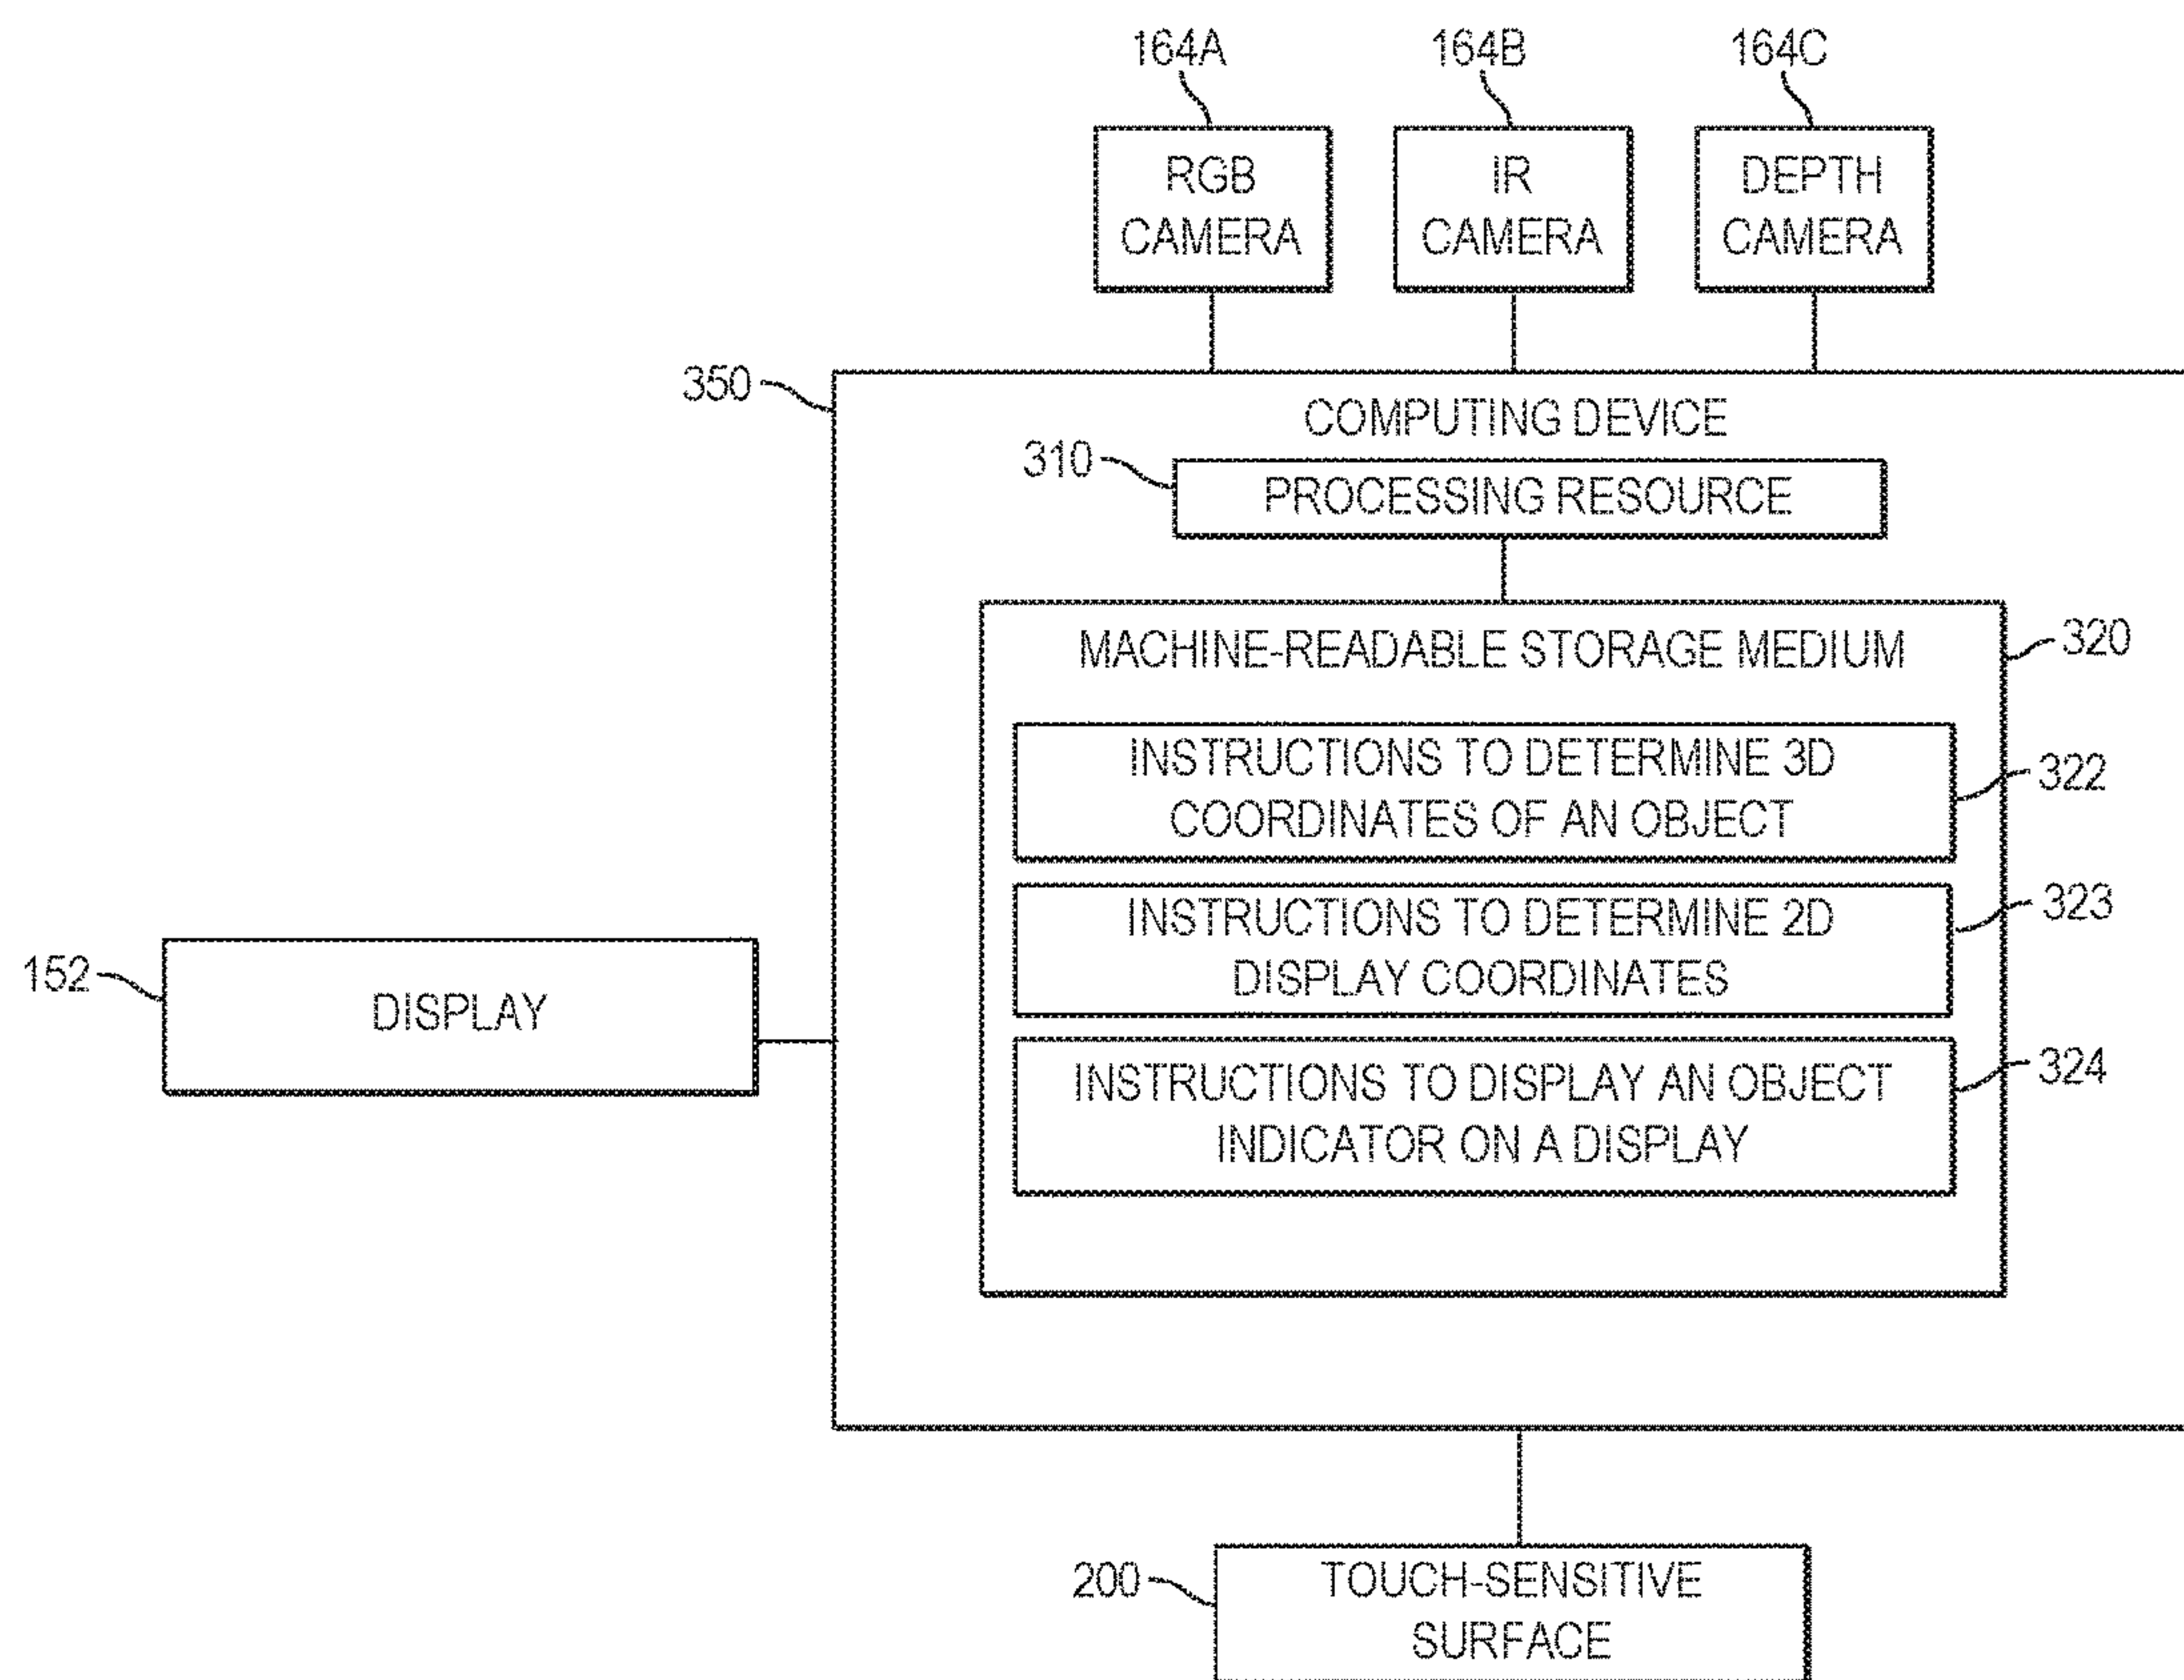 164A 164B 164C
RGB
CAMERA
IR
CAMERA
DEPTH
CAMERA
350
COMPUTING DEVICE
310
PROCESSING RESOURCE
MACHINE-READABLE STORAGE MEDIUM
320
INSTRUCTIONS TO DETERMINE 3D
COORDINATES OF AN OBJECT
322
INSTRUCTIONS TO DETERMINE 2D
DISPLAY COORDINATES
323
152
DISPLAY
INSTRUCTIONS TO DISPLAY AN OBJECT
INDICATOR ON A DISPLAY
324
200
TOUCH-SENSITIVE
SURFACE